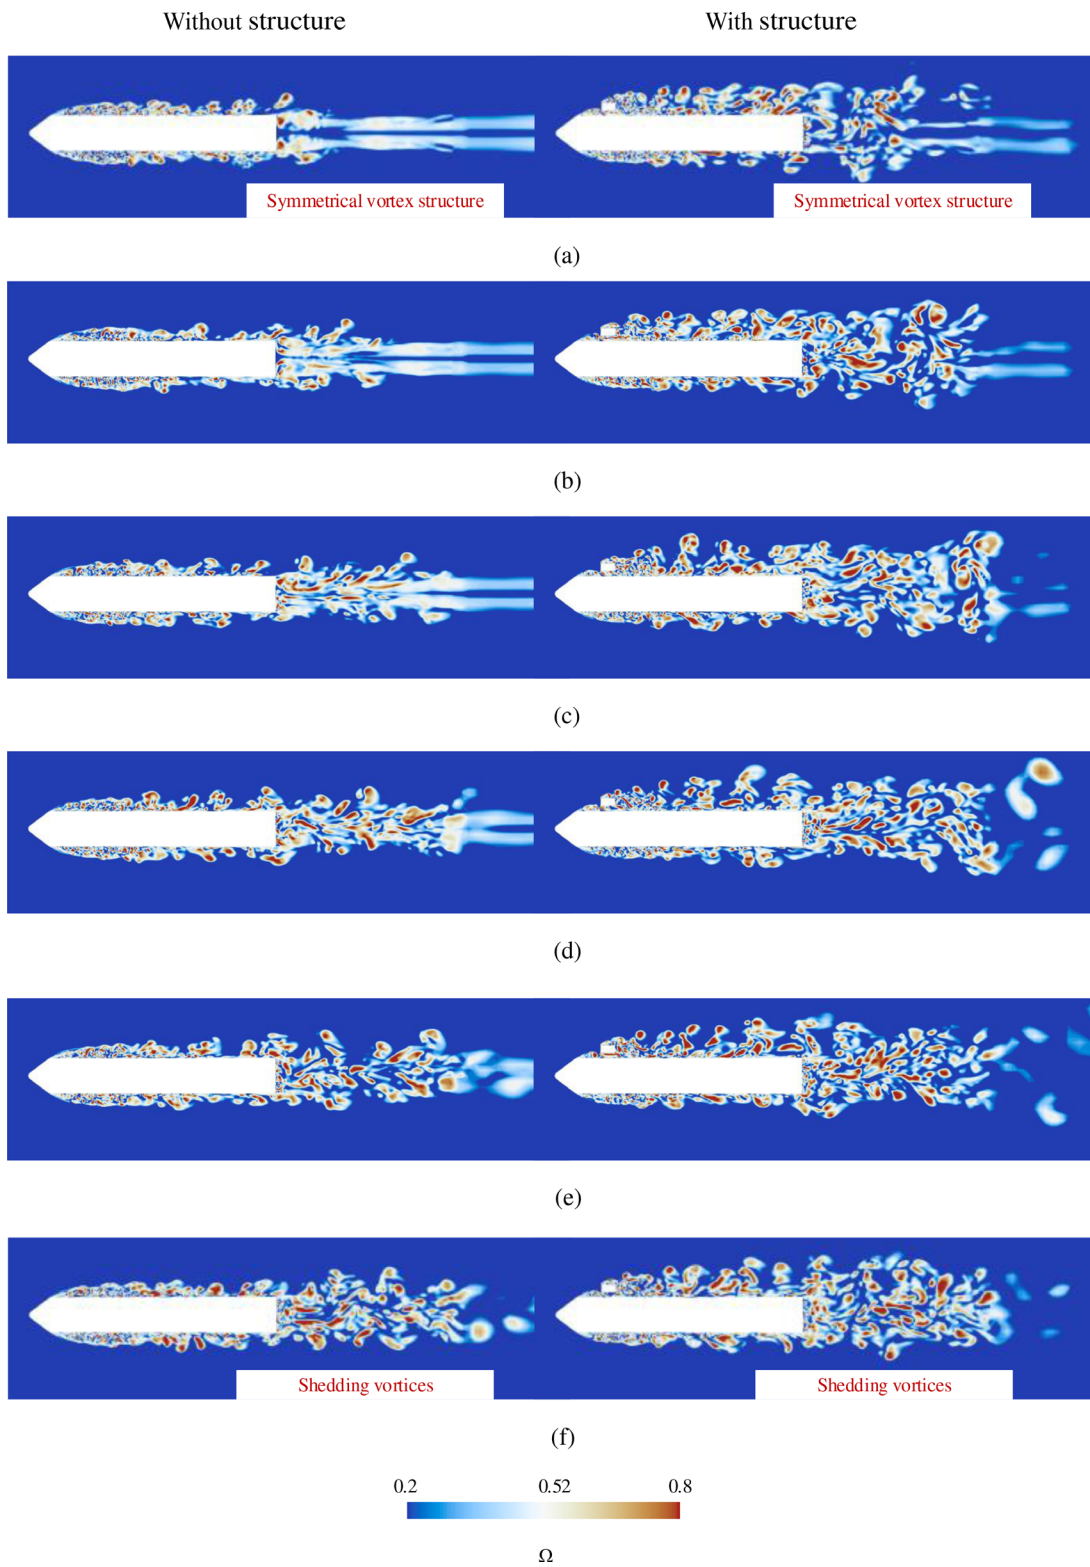 Without structure
With structure
Symmetrical vortex structure
Symmetrical vortex structure
(a)
(b)
(c)
(d)
(e)
Shedding vortices
Shedding vortices
(f)
0.2 0.52 0.8
Ω